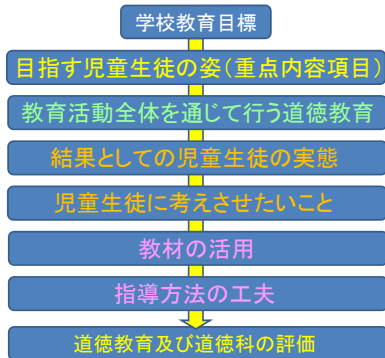 学校教育目標
目指す児童生徒の姿(重点内容項目)
教育活動全体を通じて行う道徳教育
結果としての児童生徒の実態
児童生徒に考えさせたいこと
教材の活用
指導方法の工夫
道徳教育及び道徳科の評価